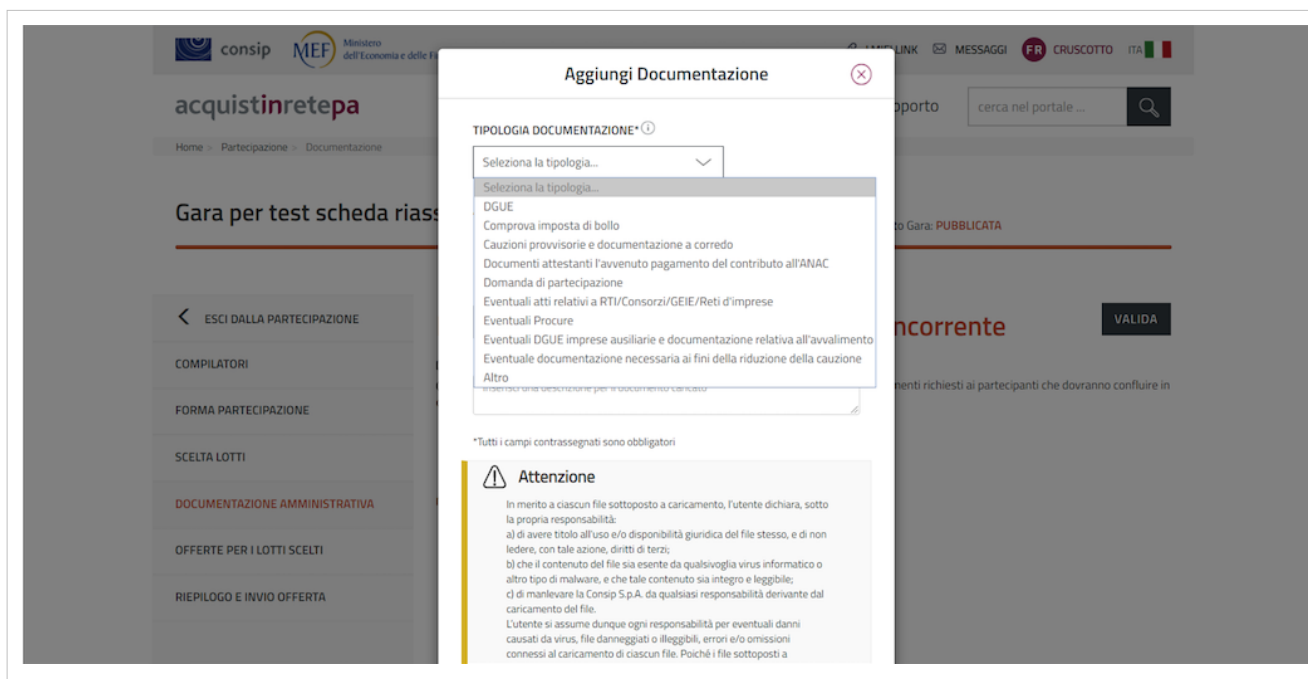 consip
MEF
Ministero
dell'Economia e delle
LINK
MESSAGGI
FR
CRUSCOTTO
ITA
acquistinretepa
cerca nel portale ...
Home > Partecipazione > Documentazione
Aggiungi Documentazione
TIPOLOGIA DOCUMENTAZIONE*
Seleziona la tipologia...
Seleziona la tipologia...
DGUE
Comprova imposta di bollo
Cauzioni provvisorie e documentazione a corredo
Documenti attestanti l'avvenuto pagamento del contributo all'ANAC
Domanda di partecipazione
Eventuali atti relativi a RTI/Consorzi/GEIE/Reti d'imprese
Eventuali Procure
Eventuali DGUE imprese ausiliarie e documentazione relativa all'avvalimento
Eventuale documentazione necessaria ai fini della riduzione della cauzione
Altro
Inserisci una descrizione per il documento caricato
*Tutti i campi contrassegnati sono obbligatori
Attenzione
In merito a ciascun file sottoposto a caricamento, l'utente dichiara, sotto
la propria responsabilità:
a) di avere titolo all'uso e/o disponibilità giuridica del file stesso, e di non
ledere, con tale azione, diritti di terzi;
b) che il contenuto del file sia esente da qualsivoglia virus informatico o
altro tipo di malware, e che tale contenuto sia integro e leggibile;
c) di manlevare la Consip S.p.A. da qualsiasi responsabilità derivante dal
caricamento del file.
L'utente si assume dunque ogni responsabilità per eventuali danni
causati da virus, file danneggiati o illeggibili, errori e/o omissioni
connessi al caricamento di ciascun file. Poiché i file sottoposti a
Gara per test scheda rias
to Gara: PUBBLICATA
ESCI DALLA PARTECIPAZIONE
COMPILATORI
FORMA PARTECIPAZIONE
SCELTA LOTTI
DOCUMENTAZIONE AMMINISTRATIVA
OFFERTE PER I LOTTI SCELTI
RIEPILOGO E INVIO OFFERTA
ncorrente
VALIDA
menti richiesti ai partecipanti che dovranno confluire in